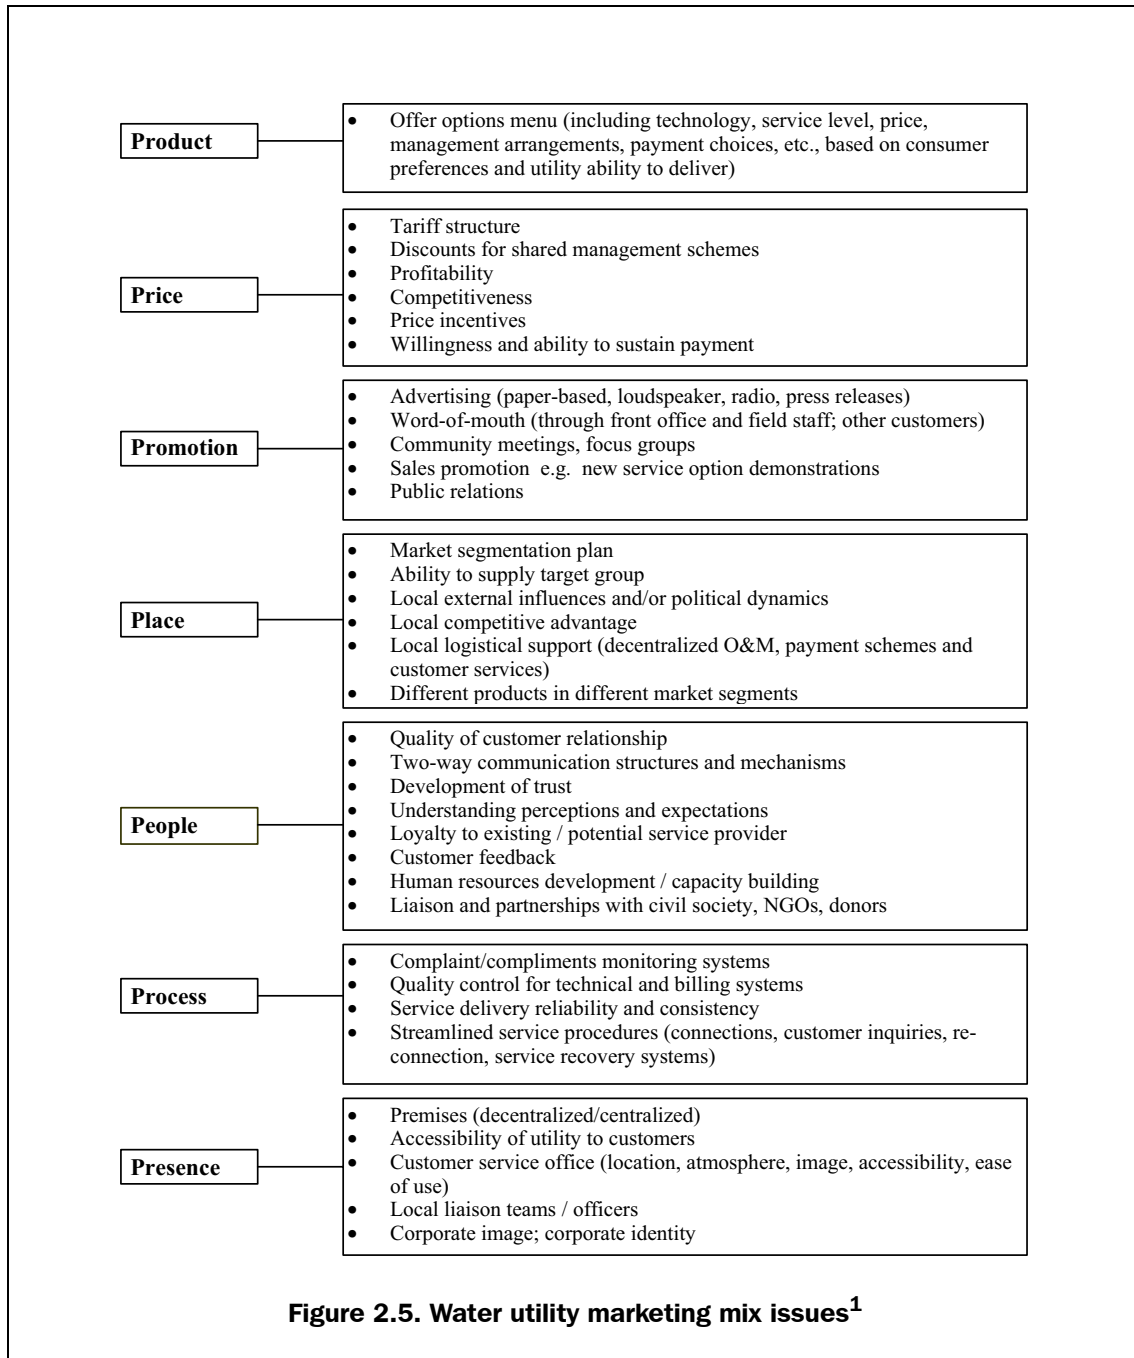 Product
• Offer options menu (including technology, service level, price,
management arrangements, payment choices, etc., based on consumer
preferences and utility ability to deliver)
Price
• Tariff structure
• Discounts for shared management schemes
• Profitability
• Competitiveness
• Price incentives
• Willingness and ability to sustain payment
Promotion
• Advertising (paper-based, loudspeaker, radio, press releases)
• Word-of-mouth (through front office and field staff; other customers)
• Community meetings, focus groups
• Sales promotion e.g. new service option demonstrations
• Public relations
Place
• Market segmentation plan
• Ability to supply target group
• Local external influences and/or political dynamics
• Local competitive advantage
• Local logistical support (decentralized O&M, payment schemes and
customer services)
• Different products in different market segments
People
• Quality of customer relationship
• Two-way communication structures and mechanisms
• Development of trust
• Understanding perceptions and expectations
• Loyalty to existing / potential service provider
• Customer feedback
• Human resources development / capacity building
• Liaison and partnerships with civil society, NGOs, donors
Process
• Complaint/compliments monitoring systems
• Quality control for technical and billing systems
• Service delivery reliability and consistency
• Streamlined service procedures (connections, customer inquiries, re-
connection, service recovery systems)
Presence
• Premises (decentralized/centralized)
• Accessibility of utility to customers
• Customer service office (location, atmosphere, image, accessibility, ease
of use)
• Local liaison teams / officers
• Corporate image; corporate identity
Figure 2.5. Water utility marketing mix issues1